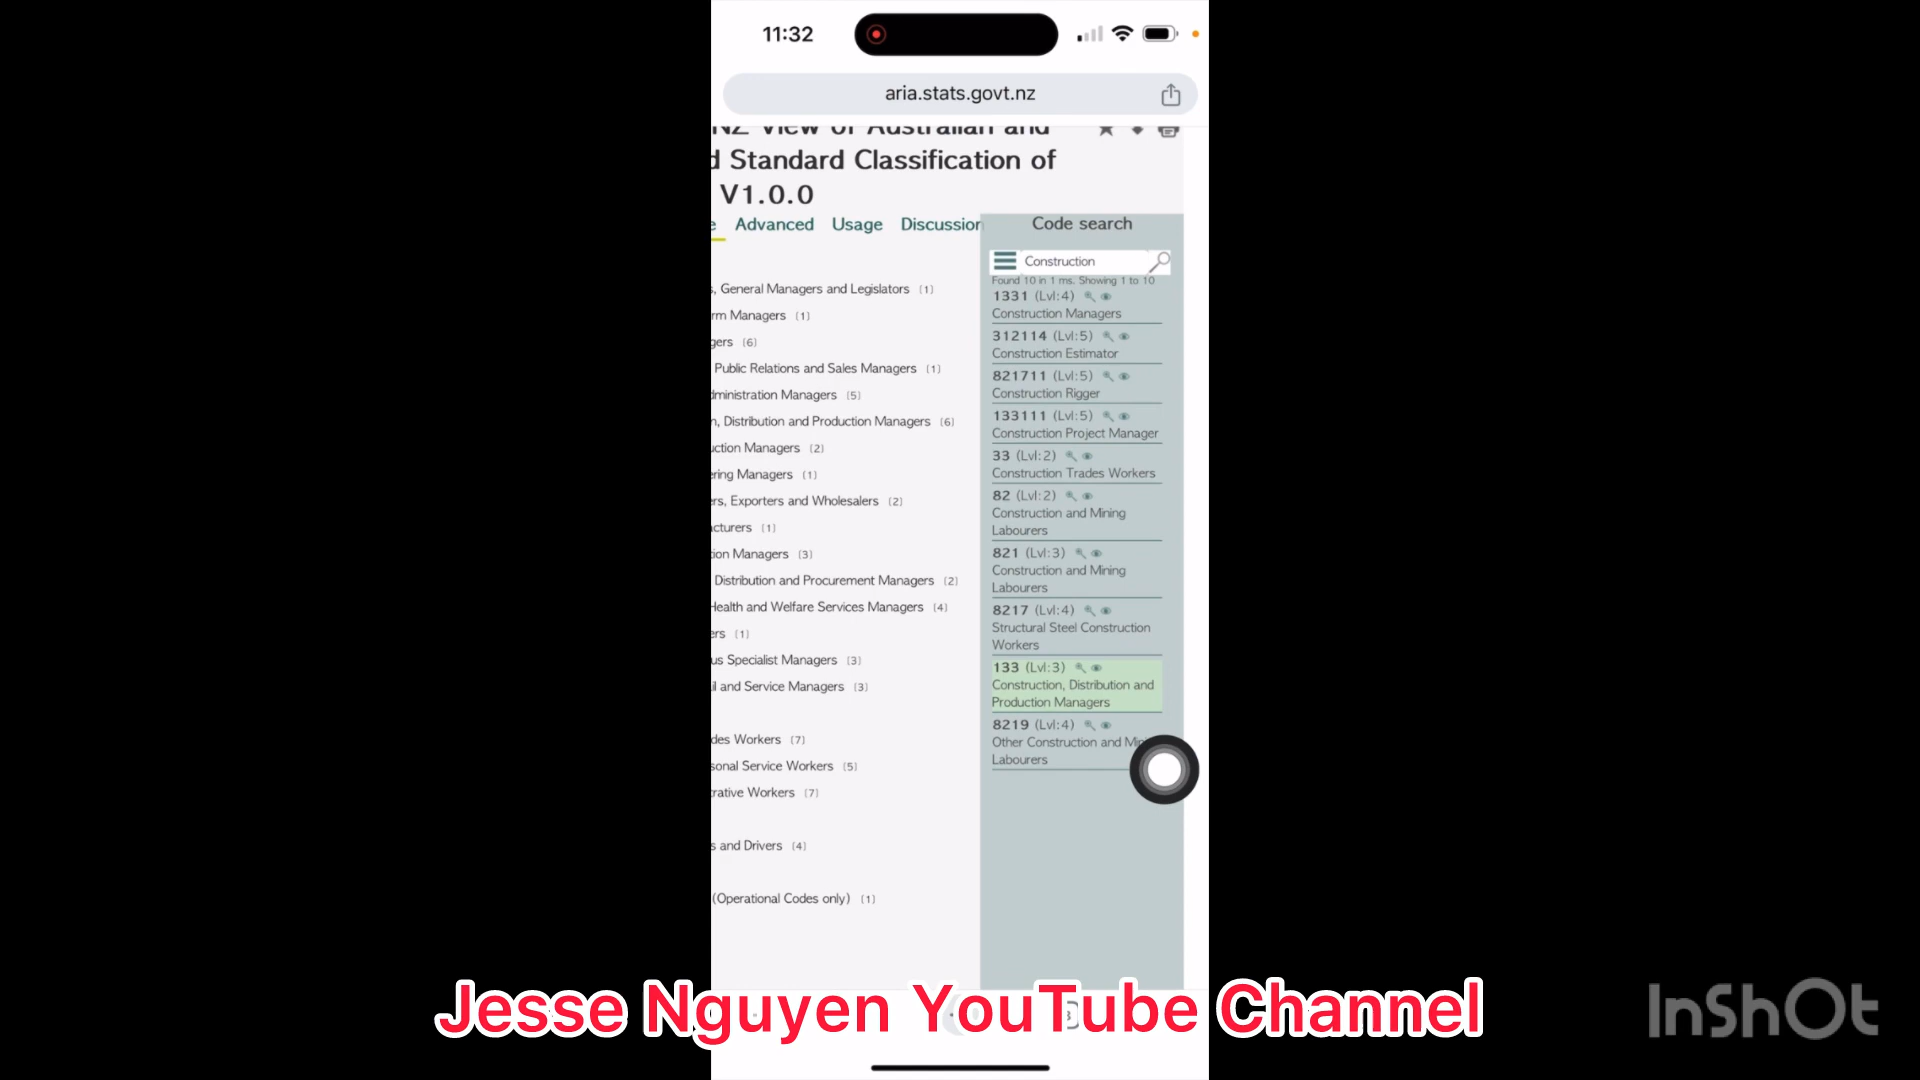 11:32
aria.stats.govt.nz
NZ View of Australian and
d Standard Classification of
V1.0.0
e Advanced Usage Discussion
, General Managers and Legislators (1)
rm Managers (1)
gers (6)
Public Relations and Sales Managers (1)
dministration Managers (5)
n, Distribution and Production Managers (6)
uction Managers (2)
ering Managers (1)
rs, Exporters and Wholesalers (2)
acturers (1)
tion Managers (3)
Distribution and Procurement Managers (2)
Health and Welfare Services Managers (4)
ers (1)
us Specialist Managers (3)
il and Service Managers (3)
des Workers (7)
sonal Service Workers (5)
rative Workers (7)
s and Drivers (4)
(Operational Codes only) (1)
Code search
Construction
Found 10 in 1 ms. Showing 1 to 10
1331 (Lvl:4)
Construction Managers
312114 (Lvl:5)
Construction Estimator
821711 (Lvl:5)
Construction Rigger
133111 (Lvl:5)
Construction Project Manager
33 (Lvl:2)
Construction Trades Workers
82 (Lvl:2)
Construction and Mining
Labourers
821 (Lvl:3)
Construction and Mining
Labourers
8217 (Lvl:4)
Structural Steel Construction
Workers
133 (Lvl:3)
Construction, Distribution and
Production Managers
8219 (Lvl:4)
Other Construction and Mini
Labourers
Jesse Nguyen YouTube Channel
InShOt